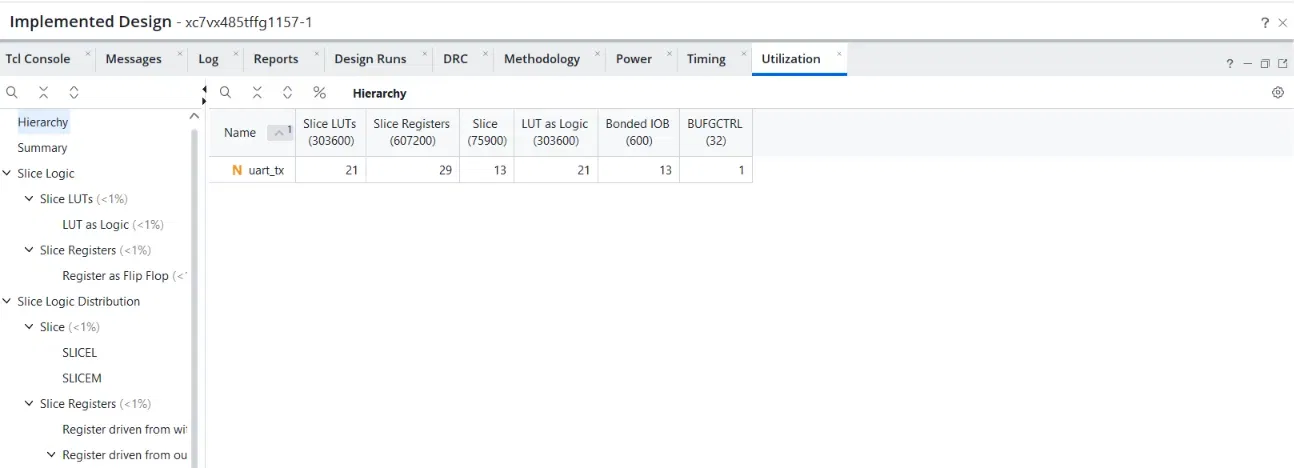 Implemented Design - xc7vx485tffg1157-1
Tcl Console Messages Log Reports Design Runs DRC Methodology Power Timing Utilization
Hierarchy
Summary
Slice Logic
Slice LUTs (<1%)
LUT as Logic (<1%)
Slice Registers (<1%)
Register as Flip Flop (<
Slice Logic Distribution
Slice (<1%)
SLICEL
SLICEM
Slice Registers (<1%)
Register driven from wit
Register driven from ou
Hierarchy
Name 1 Slice LUTs (303600) Slice Registers (607200) Slice (75900) LUT as Logic (303600) Bonded IOB (600) BUFGCTRL (32)
N uart_tx 21 29 13 21 13 1